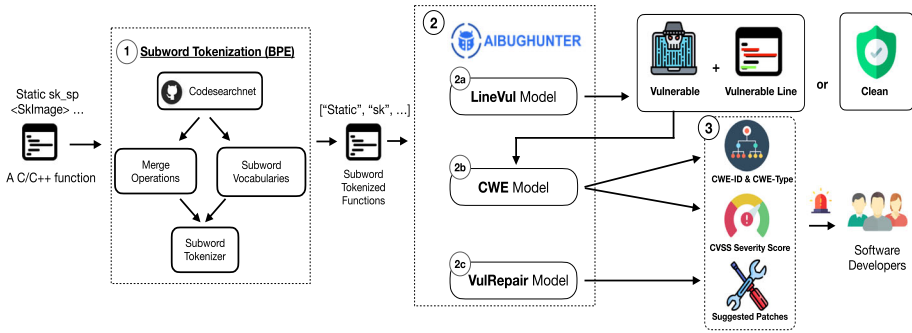 Static sk_sp
<SkImage> ...
A C/C++ function
1
Subword Tokenization (BPE)
Codesearchnet
Merge
Operations
Subword
Vocabularies
Subword
Tokenizer
["Static", "sk", ...]
Subword
Tokenized
Functions
2
AIBUGHUNTER
2a
LineVul Model
Vulnerable
+
Vulnerable Line
or
Clean
2b
CWE Model
2c
VulRepair Model
3
CWE-ID & CWE-Type
CVSS Severity Score
Suggested Patches
Software
Developers